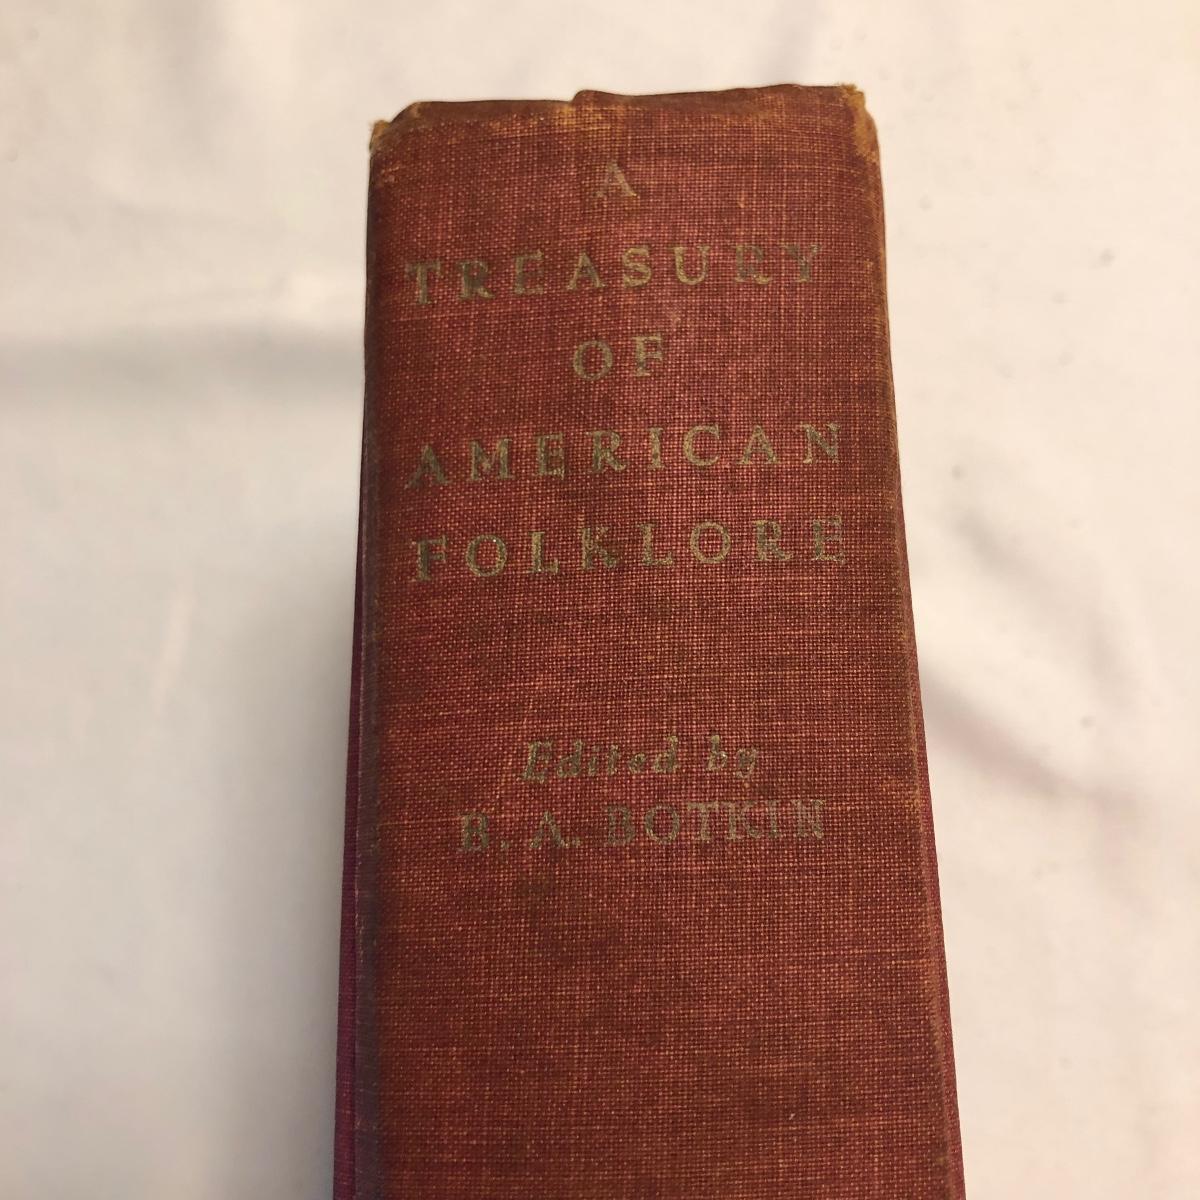 A
TREASURY
OF
AMERICAN
FOLKLORE
Edited by
B. A. BOTKIN